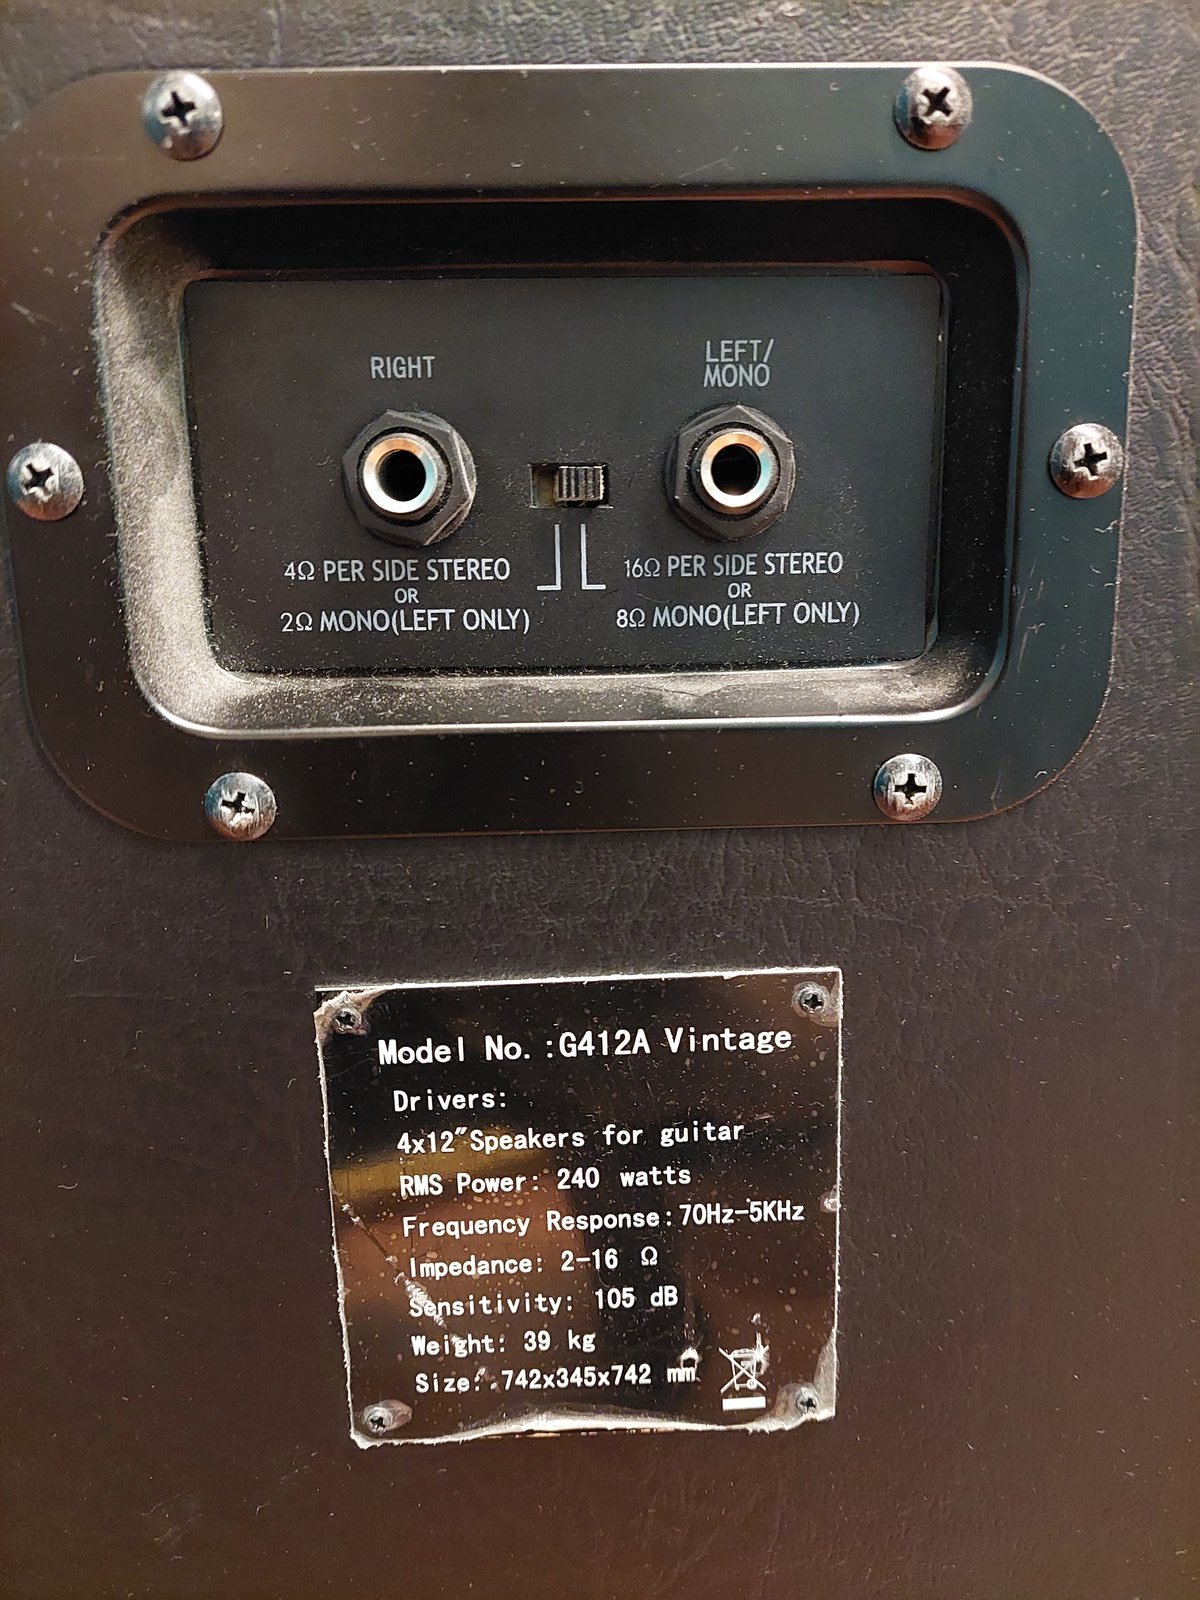 RIGHT
LEFT/
MONO
4Ω PER SIDE STEREO
OR
2Ω MONO(LEFT ONLY)
16Ω PER SIDE STEREO
OR
8Ω MONO(LEFT ONLY)
Model No.:G412A Vintage
Drivers:
4x12"Speakers for guitar
RMS Power: 240 watts
Frequency Response:70Hz-5KHz
Impedance: 2-16 Ω
Sensitivity: 105 dB
Weight: 39 kg
Size: 742x345x742 mm